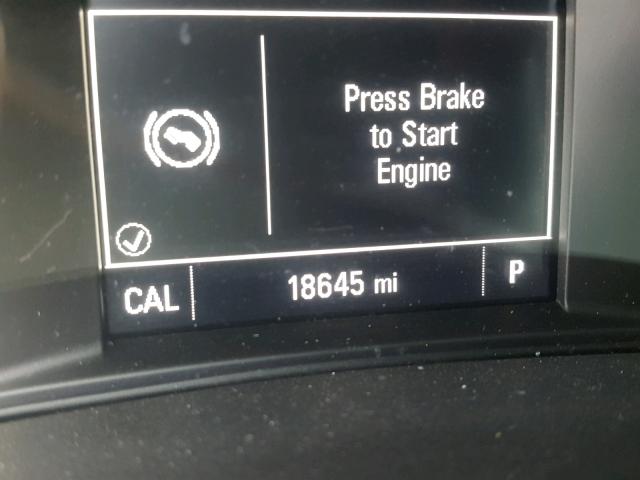 Press Brake
to Start
Engine
CAL 18645 mi P